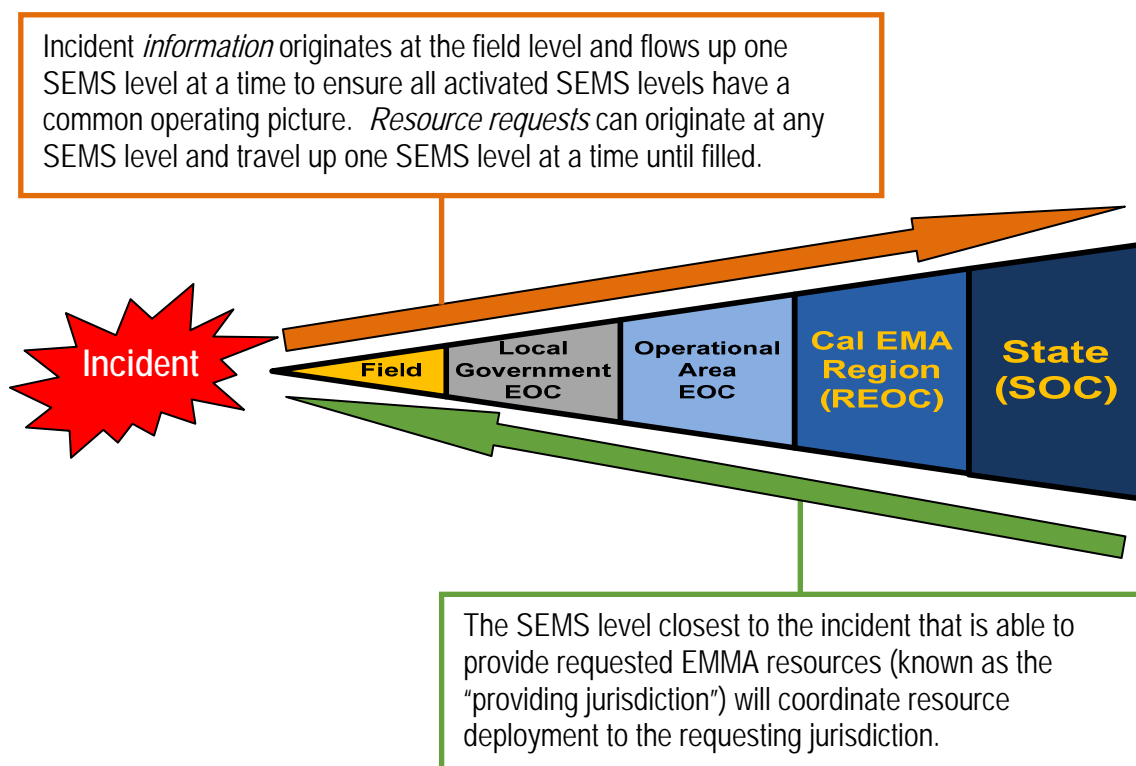 Incident information originates at the field level and flows up one
SEMS level at a time to ensure all activated SEMS levels have a
common operating picture.  Resource requests can originate at any
SEMS level and travel up one SEMS level at a time until filled.
Incident
Field
Local
Government
EOC
Operational
Area
EOC
Cal EMA
Region
(REOC)
State
(SOC)
The SEMS level closest to the incident that is able to
provide requested EMMA resources (known as the
“providing jurisdiction”) will coordinate resource
deployment to the requesting jurisdiction.